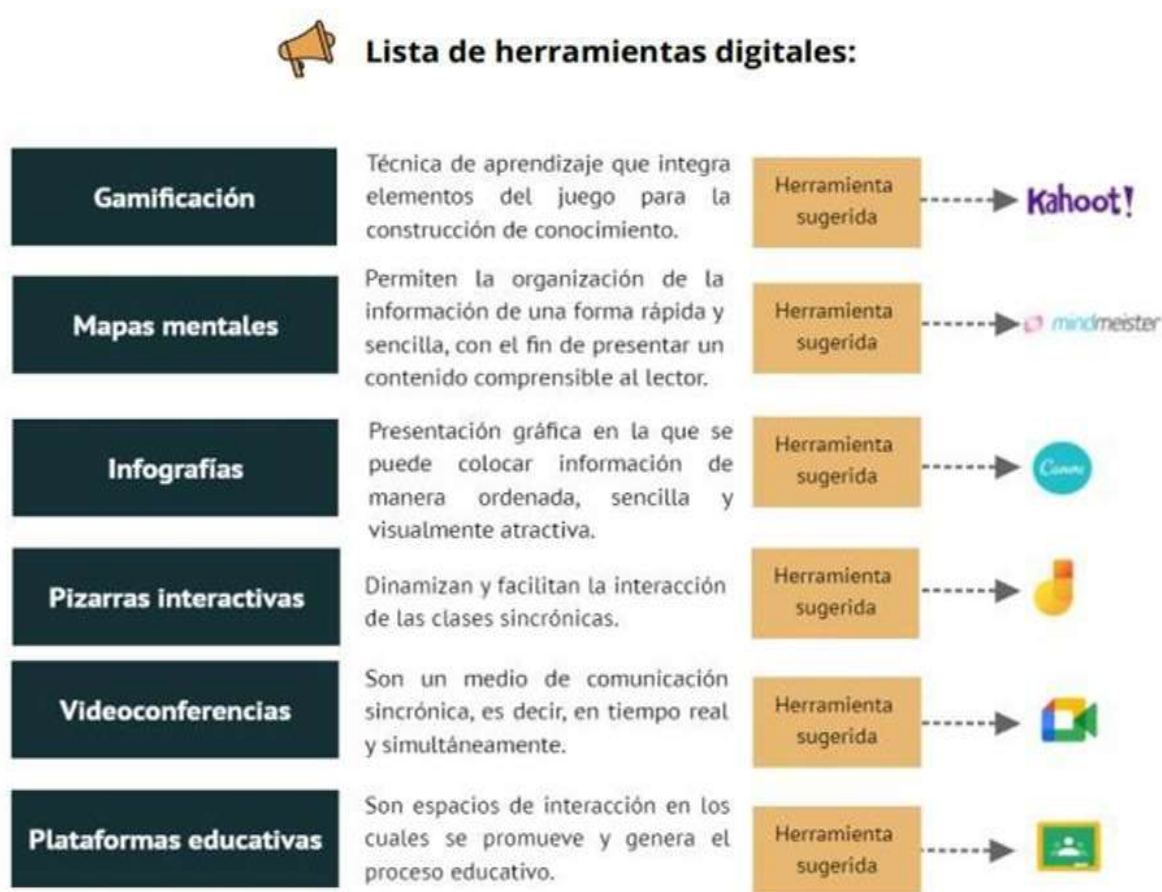 Lista de herramientas digitales:
Gamificación
Técnica de aprendizaje que integra
elementos del juego para la
construcción de conocimiento.
Herramienta
sugerida
Kahoot!
Mapas mentales
Permiten la organización de la
información de una forma rápida y
sencilla, con el fin de presentar un
contenido comprensible al lector.
Herramienta
sugerida
mindmeister
Infografías
Presentación gráfica en la que se
puede colocar información de
manera ordenada, sencilla y
visualmente atractiva.
Herramienta
sugerida
Canva
Pizarras interactivas
Dinamizan y facilitan la interacción
de las clases sincrónicas.
Herramienta
sugerida
Videoconferencias
Son un medio de comunicación
sincrónica, es decir, en tiempo real
y simultáneamente.
Herramienta
sugerida
Plataformas educativas
Son espacios de interacción en los
cuales se promueve y genera el
proceso educativo.
Herramienta
sugerida